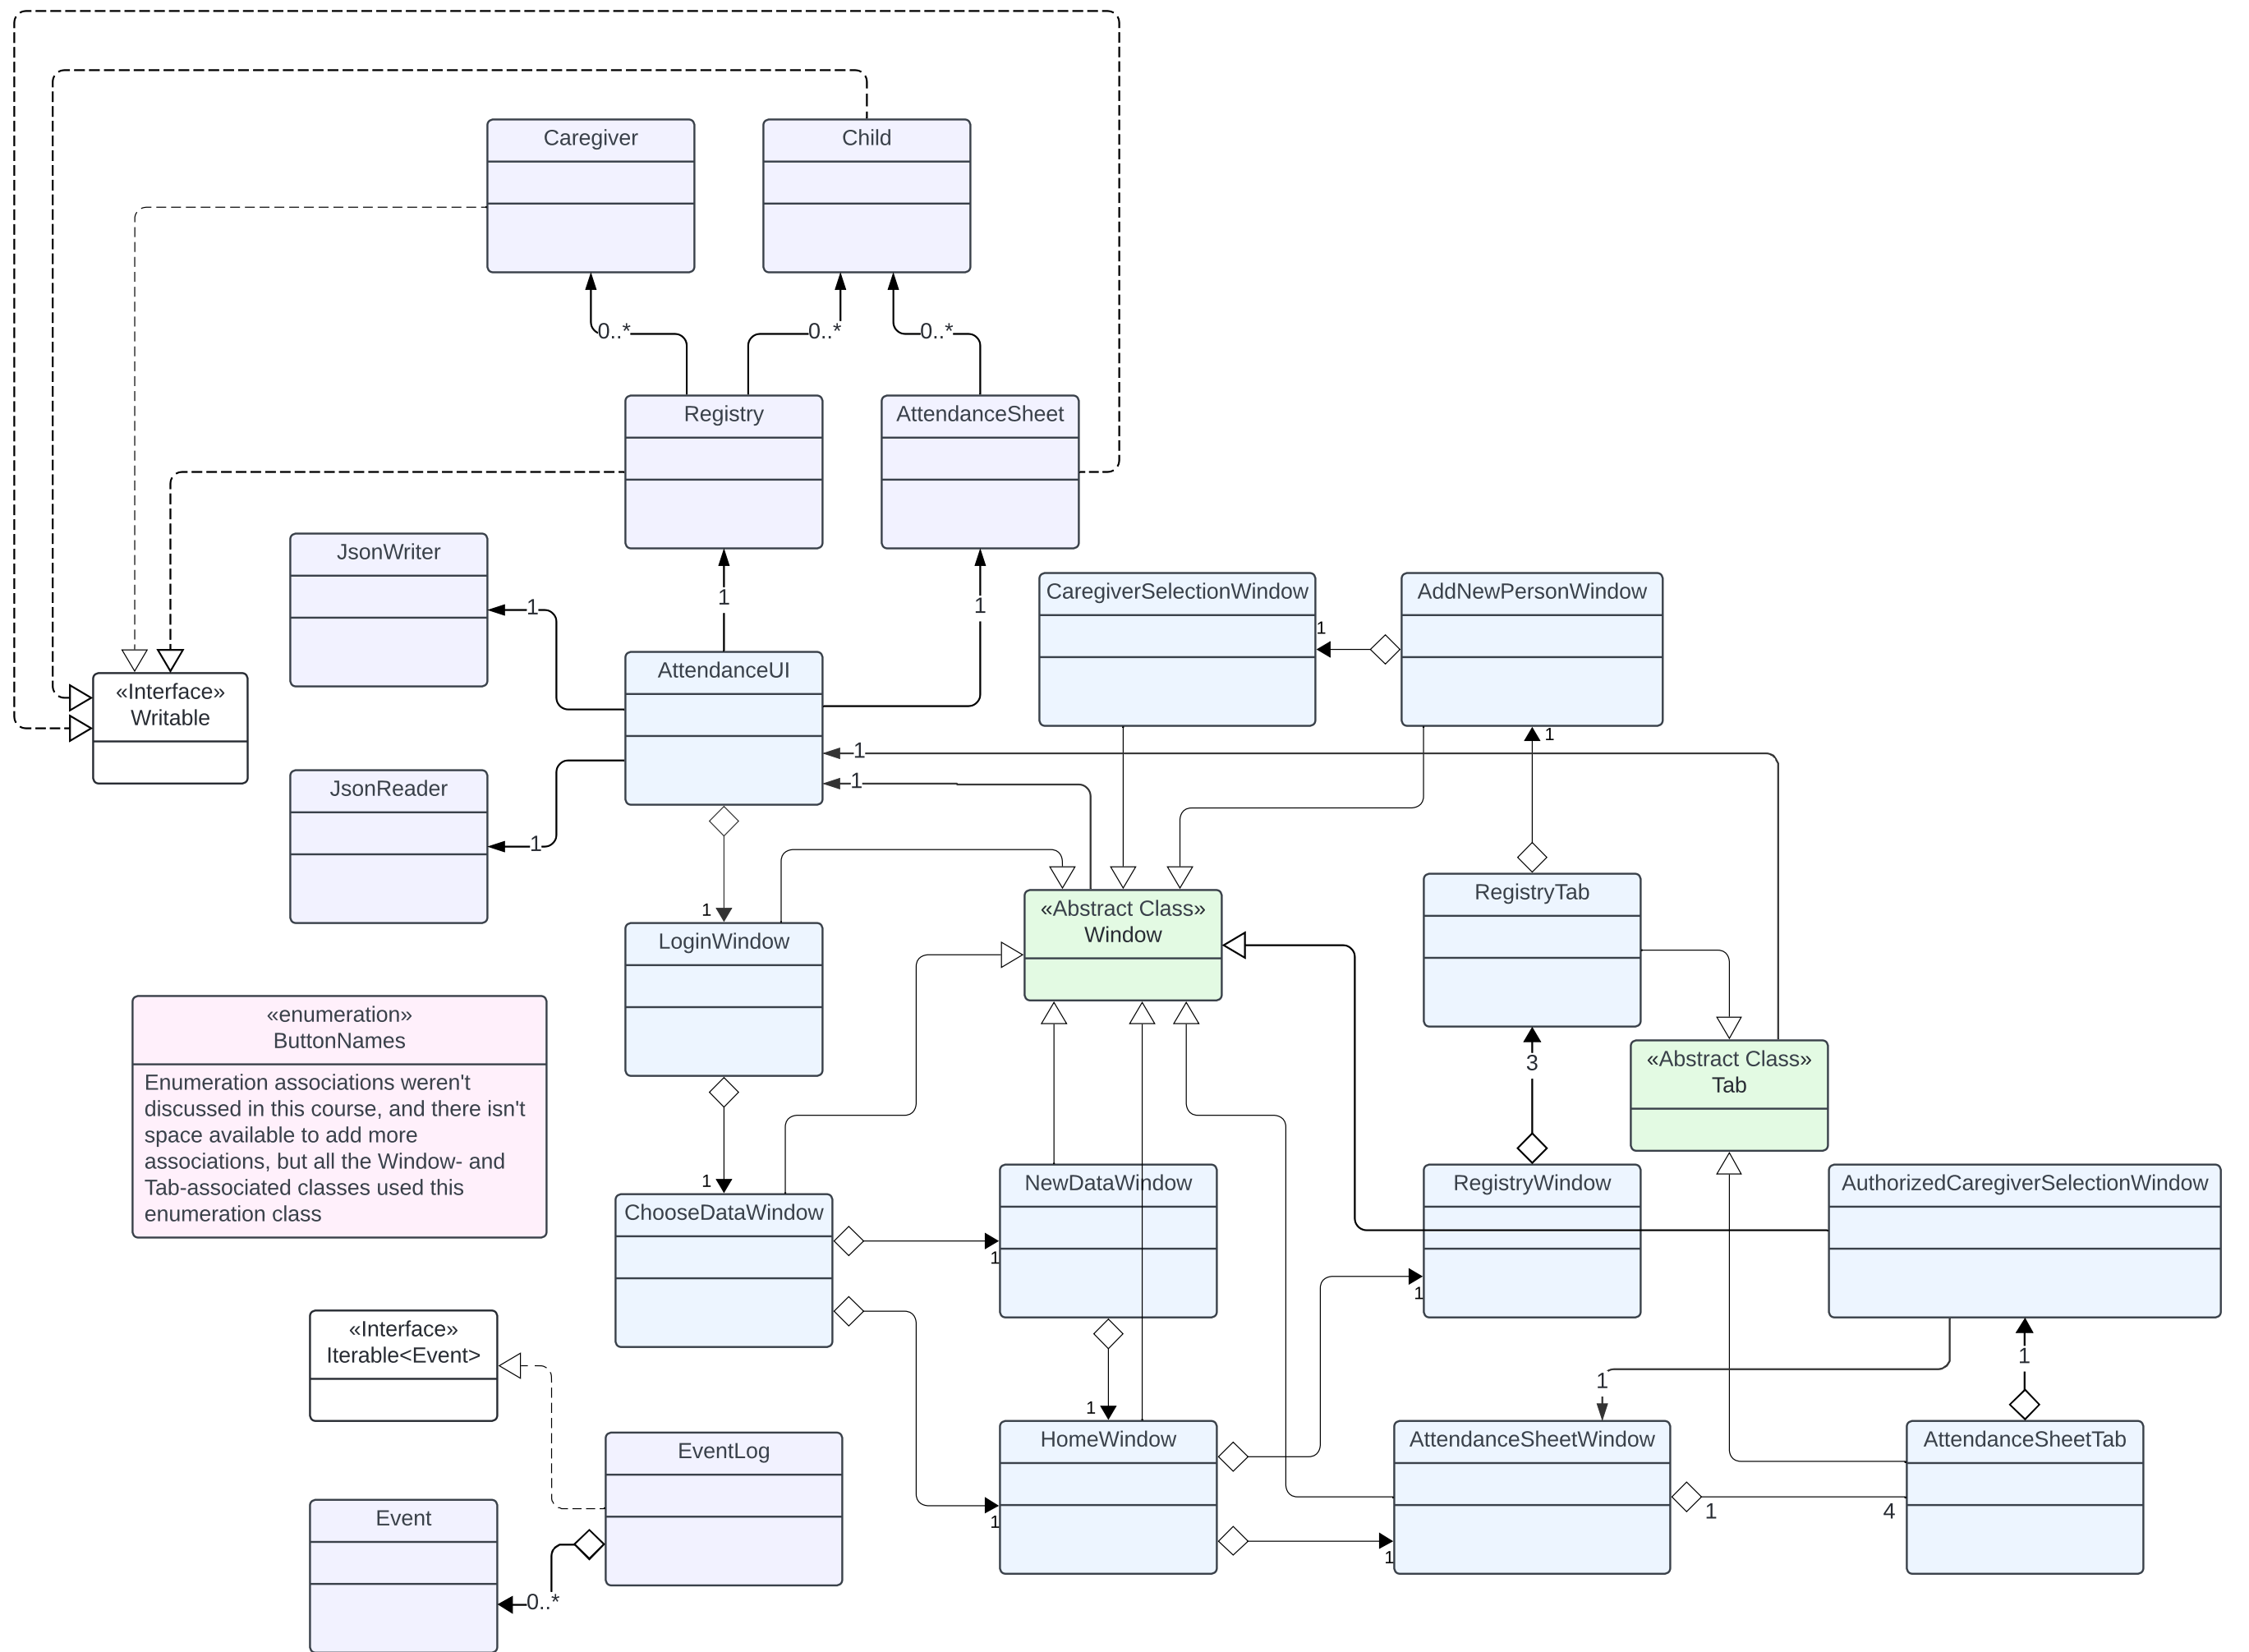 Caregiver
Child
0..*
0..*
0..*
Registry
AttendanceSheet
JsonWriter
1
1
1
CaregiverSelectionWindow
1
AddNewPersonWindow
«Interface»
Writable
AttendanceUI
1
1
1
JsonReader
1
1
LoginWindow
«Abstract Class»
Window
RegistryTab
3
«Abstract Class»
Tab
«enumeration»
ButtonNames
Enumeration associations weren't
discussed in this course, and there isn't
space available to add more
associations, but all the Window- and
Tab-associated classes used this
enumeration class
1
ChooseDataWindow
1
NewDataWindow
RegistryWindow
1
AuthorizedCaregiverSelectionWindow
«Interface»
Iterable<Event>
1
1
1
HomeWindow
1
1
AttendanceSheetWindow
1
4
AttendanceSheetTab
EventLog
Event
0..*